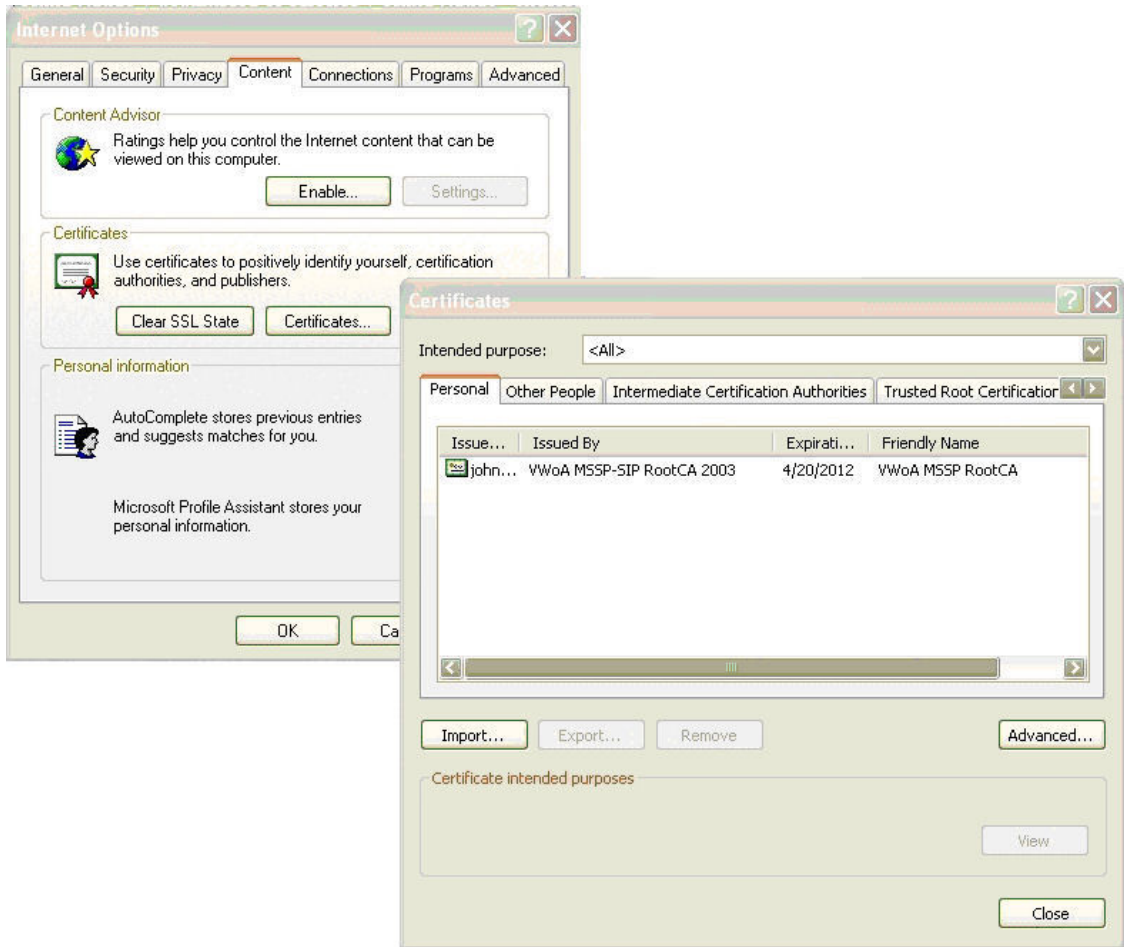 Internet Options
General Security Privacy Content Connections Programs Advanced
Content Advisor
Ratings help you control the Internet content that can be
viewed on this computer.
Enable... Settings...
Certificates
Use certificates to positively identify yourself, certification
authorities, and publishers.
Clear SSL State Certificates...
Personal information
AutoComplete stores previous entries
and suggests matches for you.
Microsoft Profile Assistant stores your
personal information.
OK Ca
Certificates
Intended purpose: <All>
Personal Other People Intermediate Certification Authorities Trusted Root Certification
Issue... Issued By Expirati... Friendly Name
john... VWoA MSSP-SIP RootCA 2003 4/20/2012 VWoA MSSP RootCA
Import... Export... Remove Advanced...
Certificate intended purposes
View
Close